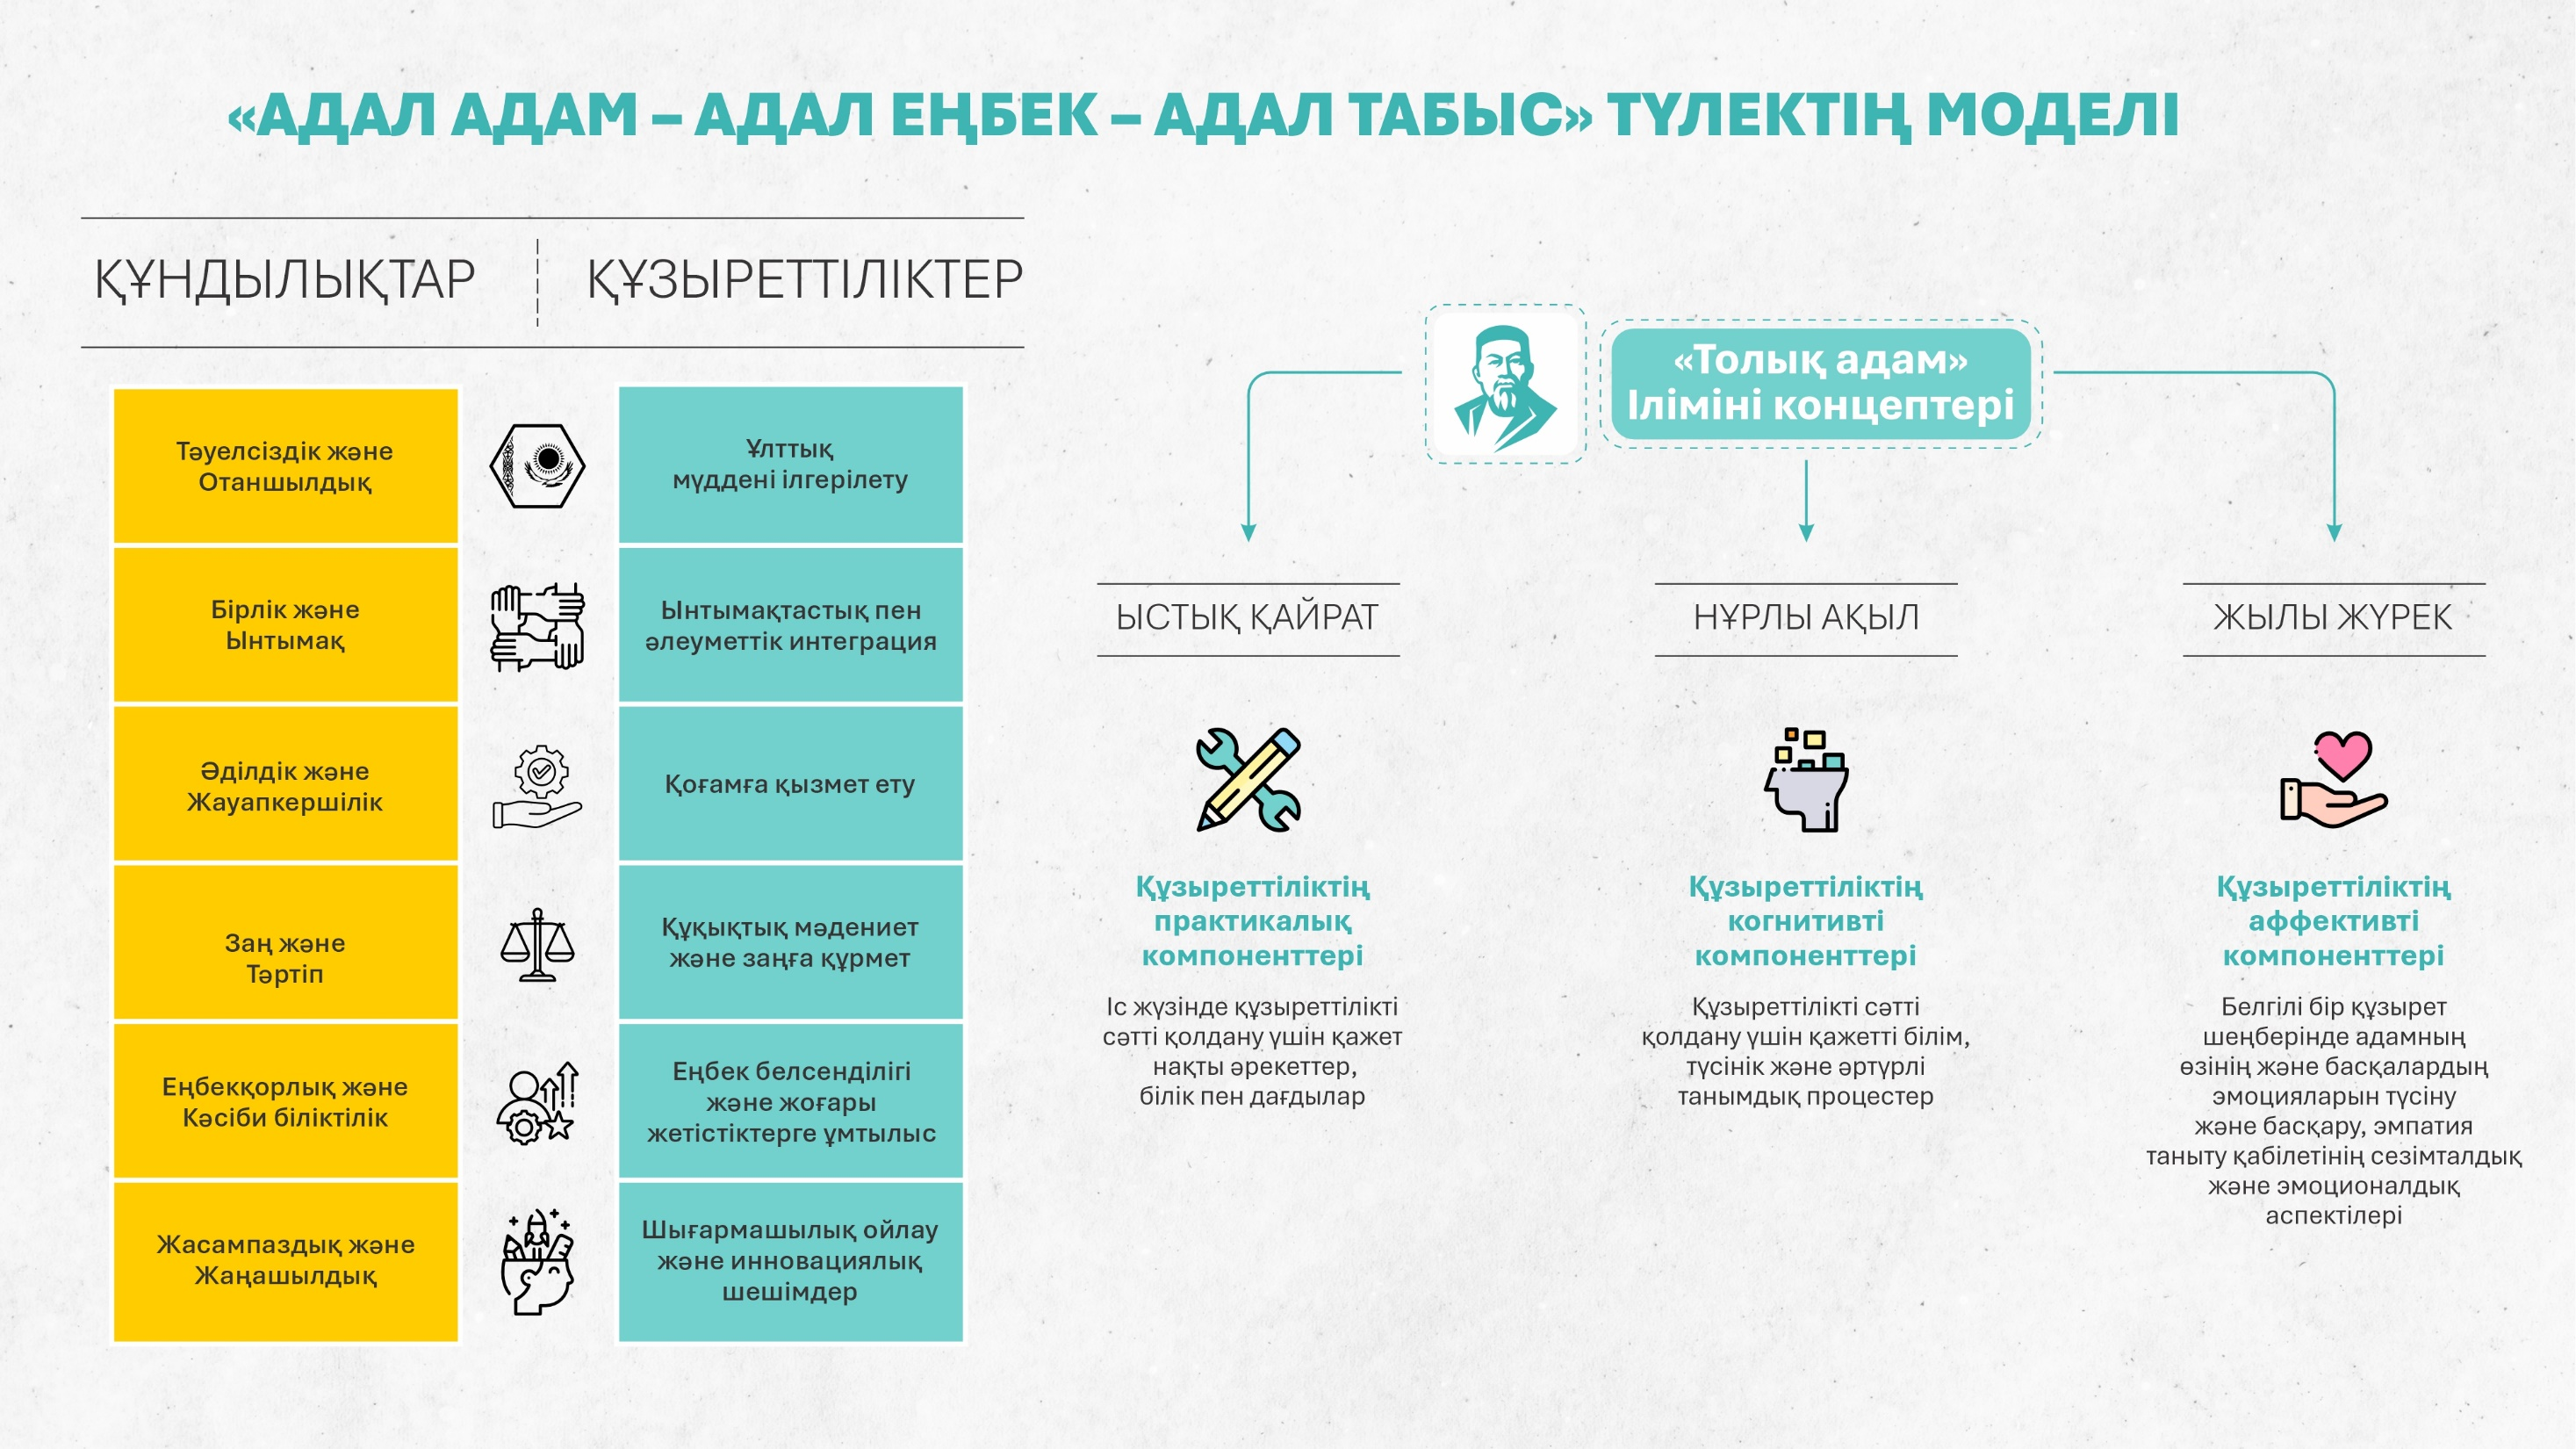 «АДАЛ АДАМ – АДАЛ ЕҢБЕК – АДАЛ ТАБЫС» ТҮЛЕКТІҢ МОДЕЛІ
ҚҰНДЫЛЫҚТАР
ҚҰЗЫРЕТТІЛІКТЕР
Тәуелсіздік және
Отаншылдық
Ұлттық
мүддені ілгерілету
Бірлік және
Ынтымақ
Ынтымақтастық пен
әлеуметтік интеграция
Әділдік және
Жауапкершілік
Қоғамға қызмет ету
Заң және
Тәртіп
Құқықтық мәдениет
және заңға құрмет
Еңбекқорлық және
Кәсіби біліктілік
Еңбек белсенділігі
және жоғары
жетістіктерге ұмтылыс
Жасампаздық және
Жаңашылдық
Шығармашылық ойлау
және инновациялық
шешімдер
«Толық адам»
Іліміні концептері
ЫСТЫҚ ҚАЙРАТ
Құзыреттіліктің
практикалық
компоненттері
Іс жүзінде құзыреттілікті
сәтті қолдану үшін қажет
нақты әрекеттер,
білік пен дағдылар
НҰРЛЫ АҚЫЛ
Құзыреттіліктің
когнитивті
компоненттері
Құзыреттілікті сәтті
қолдану үшін қажетті білім,
түсінік және әртүрлі
танымдық процестер
ЖЫЛЫ ЖҮРЕК
Құзыреттіліктің
аффективті
компоненттері
Белгілі бір құзырет
шеңберінде адамның
өзінің және басқалардың
эмоцияларын түсіну
және басқару, эмпатия
таныту қабілетінің сезімталдық
және эмоционалдық
аспектілері